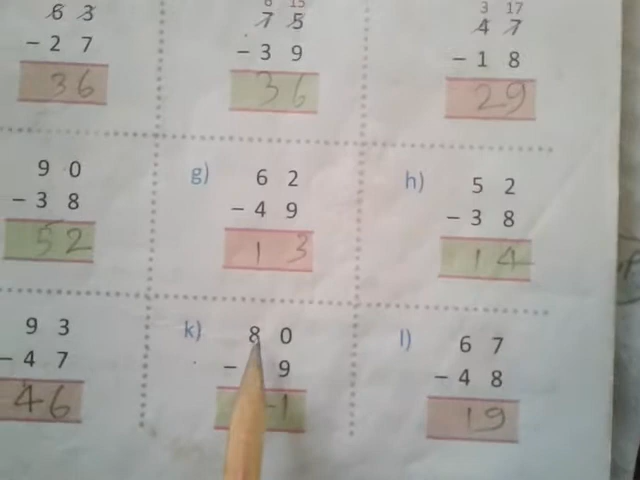 8 15
3 17
6 3
7 5
4 7
- 2 7
- 3 9
- 1 8
36
36
29
9 0
g) 6 2
h) 5 2
- 3 8
- 4 9
- 3 8
52
1 3
14
9 3
k) 8 0
l) 6 7
- 4 7
- 9
- 4 8
46
1
19